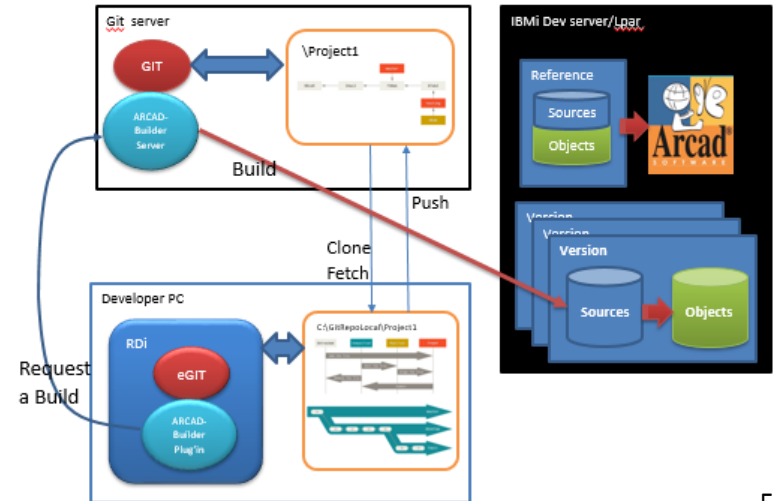 Git server
GIT
ARCAD-
Builder
Server
\Project1
Build
Push
Clone
Fetch
Request
a Build
Developer PC
RDi
eGIT
ARCAD-
Builder
Plug'in
C:\GitRepoLocal\Project1
IBMi Dev server/Lpar
Reference
Sources
Objects
Arcad
SOFTWARE
Version
Version
Version
Sources
Objects